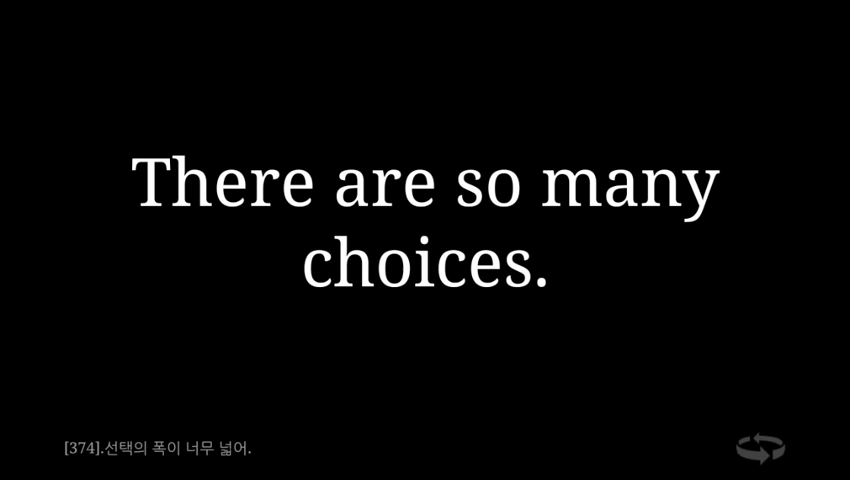 There are so many
choices.
[374].선택의 폭이 너무 넓어.